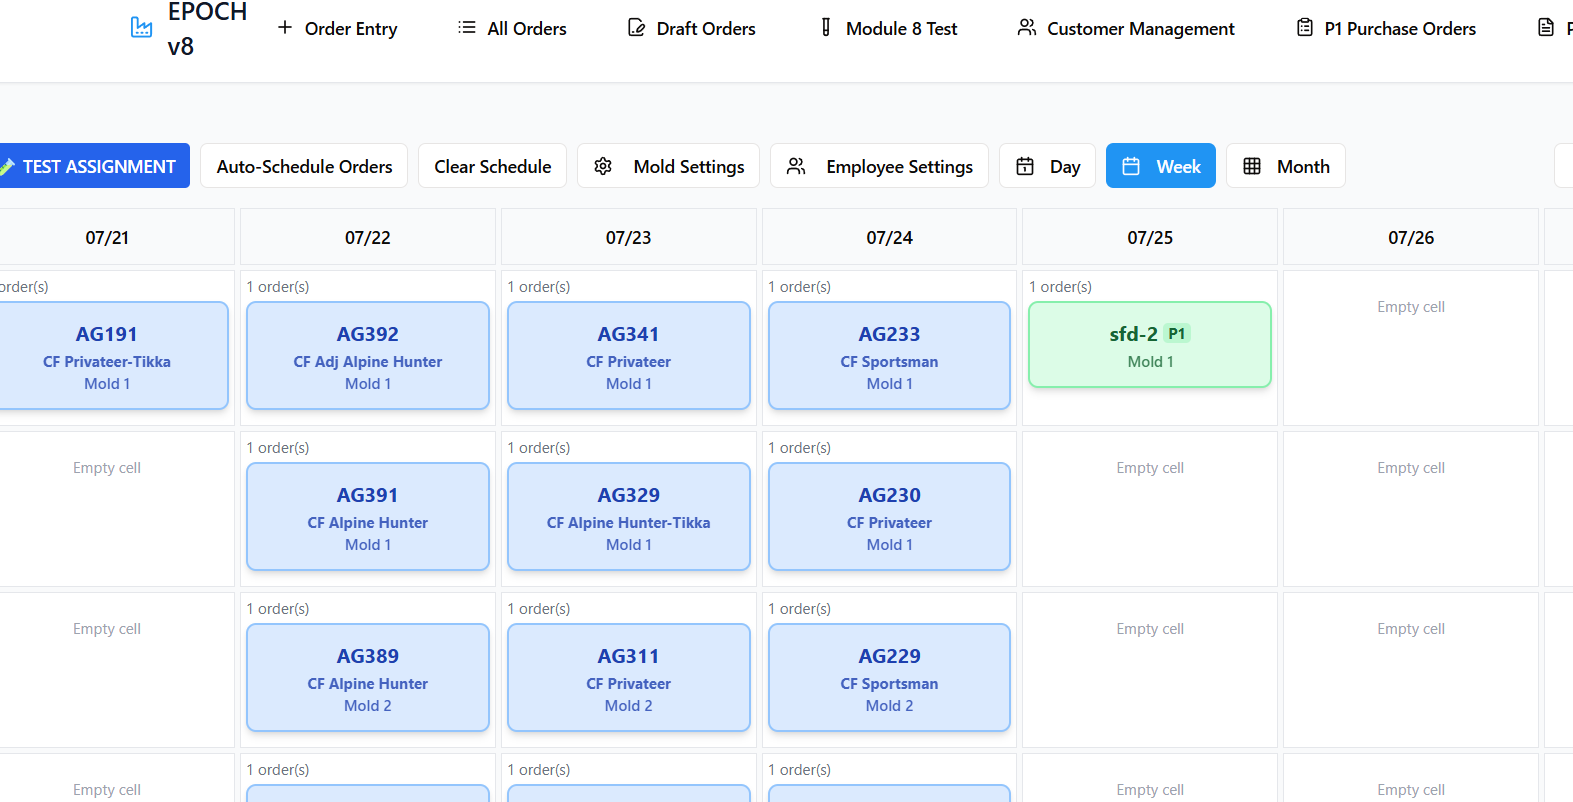 EPOCH
v8
Order Entry
All Orders
Draft Orders
Module 8 Test
Customer Management
P1 Purchase Orders
TEST ASSIGNMENT
Auto-Schedule Orders
Clear Schedule
Mold Settings
Employee Settings
Day
Week
Month
07/21 07/22 07/23 07/24 07/25 07/26
order(s) 1 order(s) 1 order(s) 1 order(s) 1 order(s)
AG191 AG392 AG341 AG233 sfd-2 P1 Empty cell
CF Privateer-Tikka CF Adj Alpine Hunter CF Privateer CF Sportsman Mold 1
Mold 1 Mold 1 Mold 1 Mold 1
1 order(s) 1 order(s) 1 order(s)
Empty cell AG391 AG329 AG230 Empty cell Empty cell
CF Alpine Hunter CF Alpine Hunter-Tikka CF Privateer
Mold 1 Mold 1 Mold 1
1 order(s) 1 order(s) 1 order(s)
Empty cell AG389 AG311 AG229 Empty cell Empty cell
CF Alpine Hunter CF Privateer CF Sportsman
Mold 2 Mold 2 Mold 2
1 order(s) 1 order(s) 1 order(s)
Empty cell Empty cell Empty cell